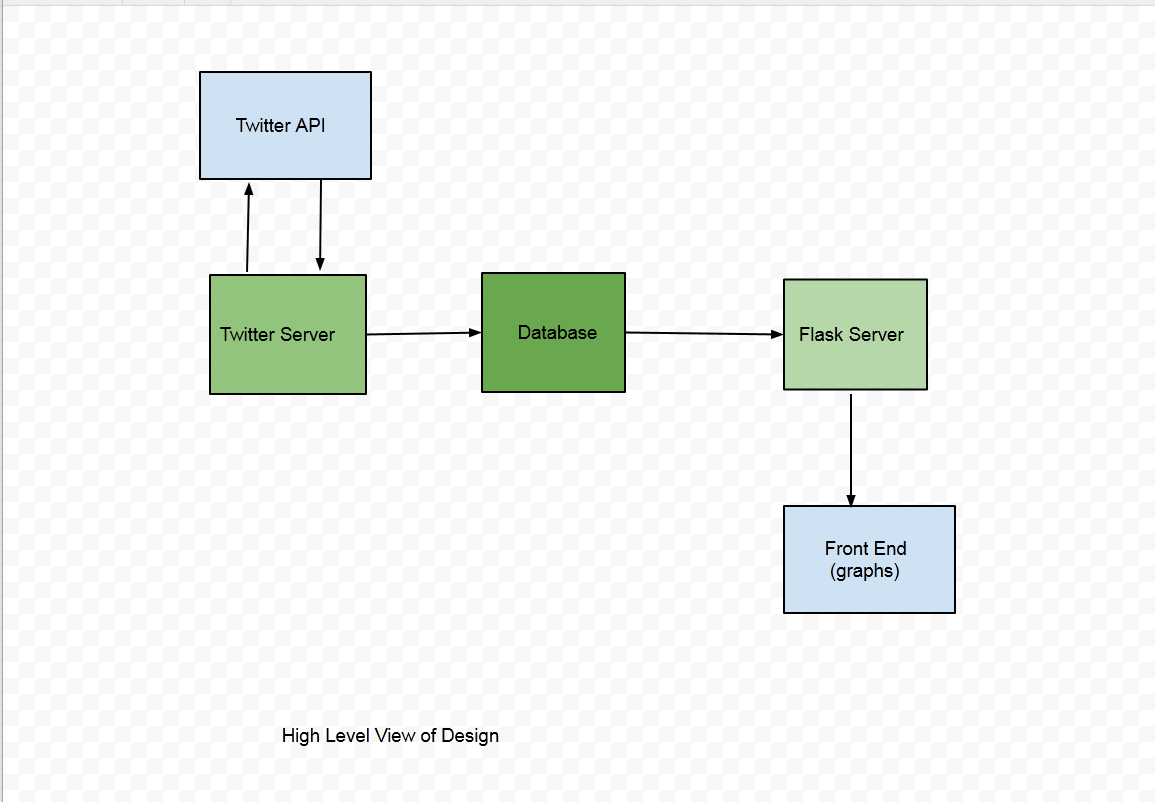 Twitter API
Twitter Server
Database
Flask Server
Front End
(graphs)
High Level View of Design